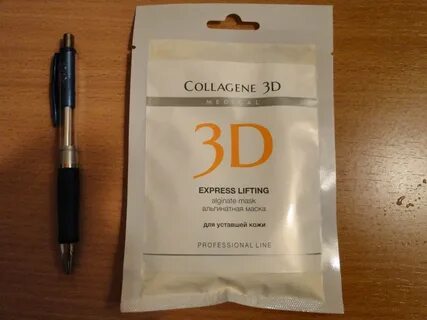 COLLAGENE 3D
MEDICAL
3D
EXPRESS LIFTING
alginate mask
альгинатная маска
для уставшей кожи
PROFESSIONAL LINE